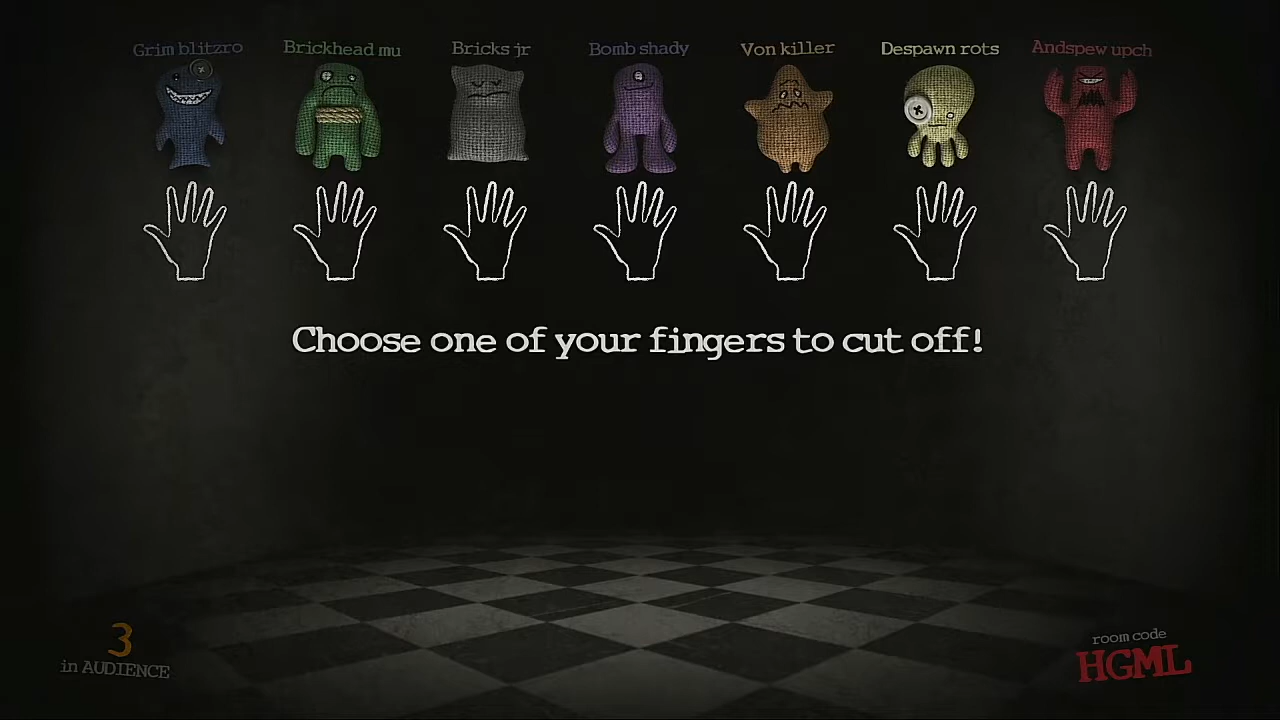 Grim blitzro
Brickhead mu
Bricks jr
Bomb shady
Von killer
Despawn rots
Andspew upch
Choose one of your fingers to cut off!
3
in AUDIENCE
room code
HGML